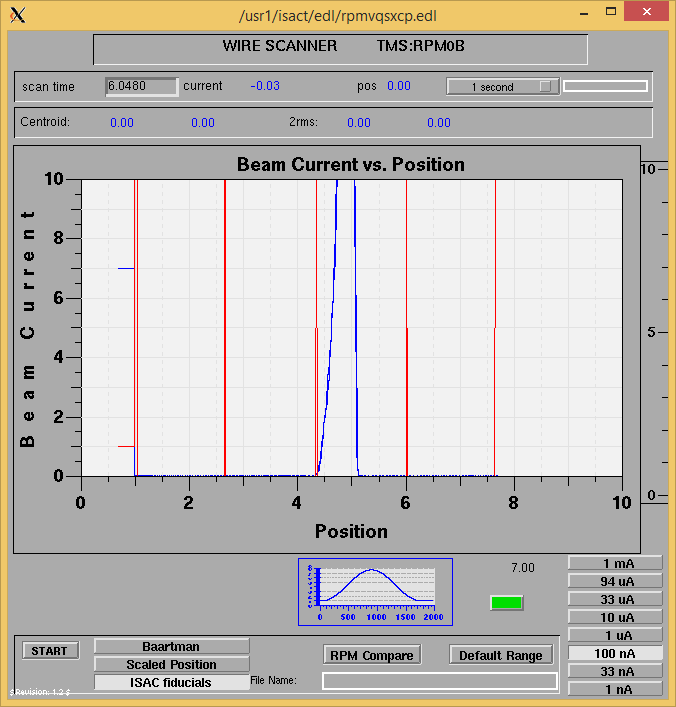 /usr1/isact/edl/rpmvqsxcp.edl
WIRE SCANNER TMS:RPM0B
scan time 6.0480 current -0.03 pos 0.00 1 second
Centroid: 0.00 0.00 2rms: 0.00 0.00
Beam Current vs. Position
10
8
6
4
2
0
Beam Current
0 2 4 6 8 10
Position
10
5
0
8
0 500 1000 1500 2000
7.00
1 mA
94 uA
33 uA
10 uA
1 uA
100 nA
33 nA
1 nA
START
Baartman
Scaled Position
ISAC fiducials
RPM Compare
Default Range
File Name:
$Revision: 1.2 $